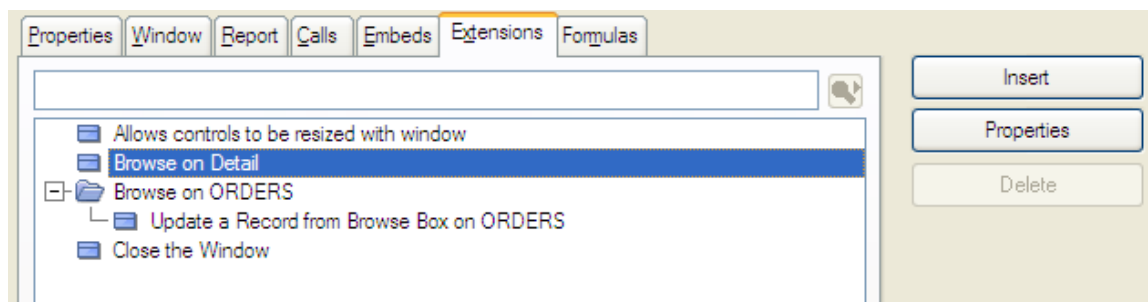 Properties Window Report Calls Embeds Extensions Formulas
Insert
Allows controls to be resized with window
Properties
Browse on Detail
Browse on ORDERS
Delete
Update a Record from Browse Box on ORDERS
Close the Window